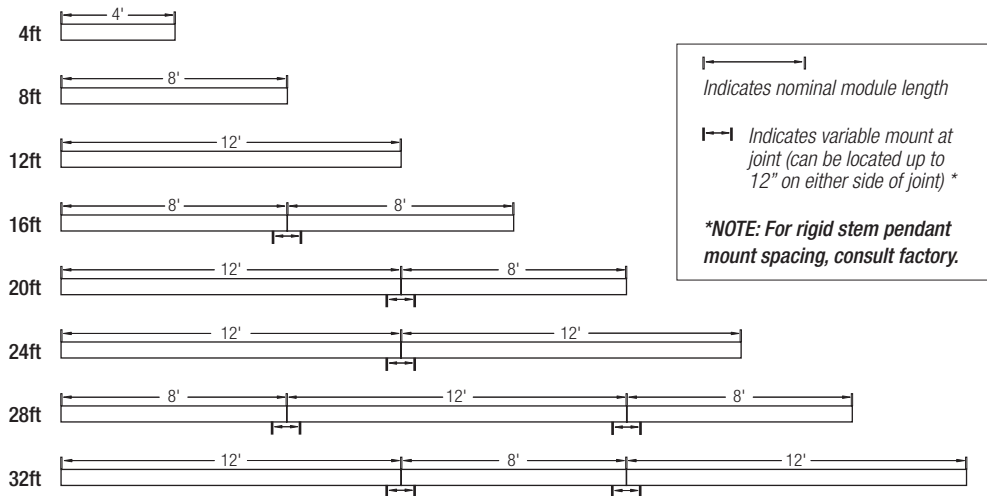 4ft
4'
8ft
8'
12ft
12'
16ft
8' 8'
20ft
12' 8'
24ft
12' 12'
28ft
8' 12' 8'
32ft
12' 8' 12'
Indicates nominal module length
Indicates variable mount at
joint (can be located up to
12” on either side of joint) *
*NOTE: For rigid stem pendant
mount spacing, consult factory.